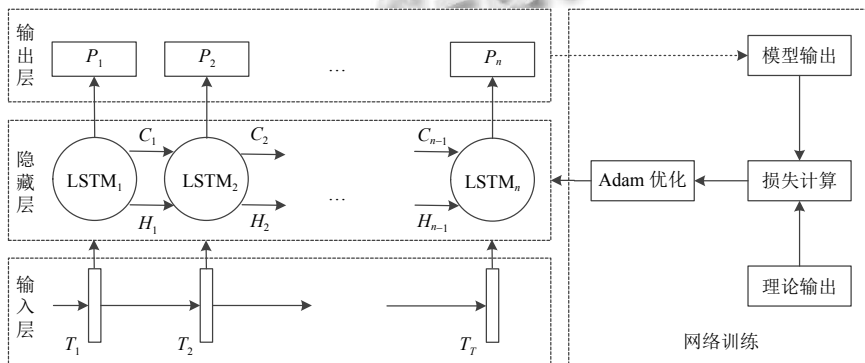 输出层
P1
P2
…
Pn
模型输出
隐藏层
C1
C2
Cn−1
LSTM1
LSTM2
LSTMn
Adam 优化
损失计算
H1
H2
…
Hn−1
输入层
理论输出
T1
T2
TT
网络训练